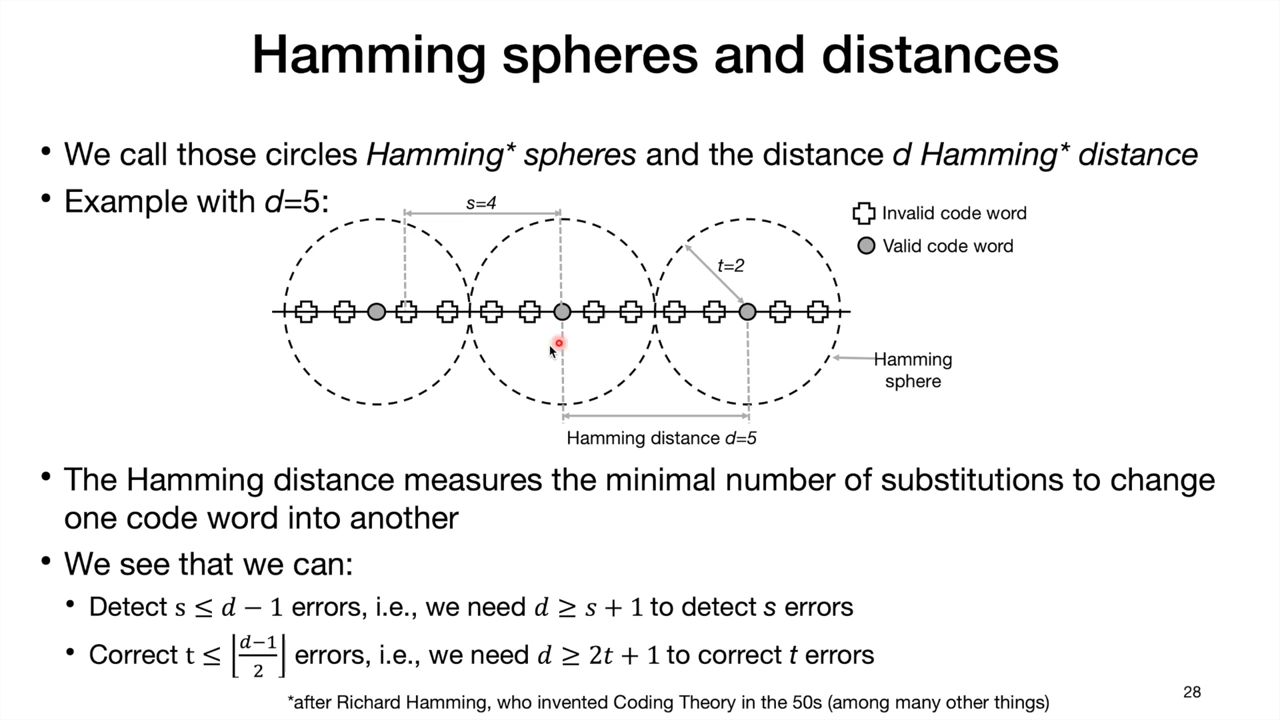 Hamming spheres and distances
• We call those circles Hamming* spheres and the distance d Hamming* distance
• Example with d=5:
s=4
Invalid code word
Valid code word
t=2
Hamming
sphere
Hamming distance d=5
• The Hamming distance measures the minimal number of substitutions to change
one code word into another
• We see that we can:
• Detect s ≤ d − 1 errors, i.e., we need d ≥ s + 1 to detect s errors
• Correct t ≤ ⌊(d−1)/2⌋ errors, i.e., we need d ≥ 2t + 1 to correct t errors
*after Richard Hamming, who invented Coding Theory in the 50s (among many other things)
28